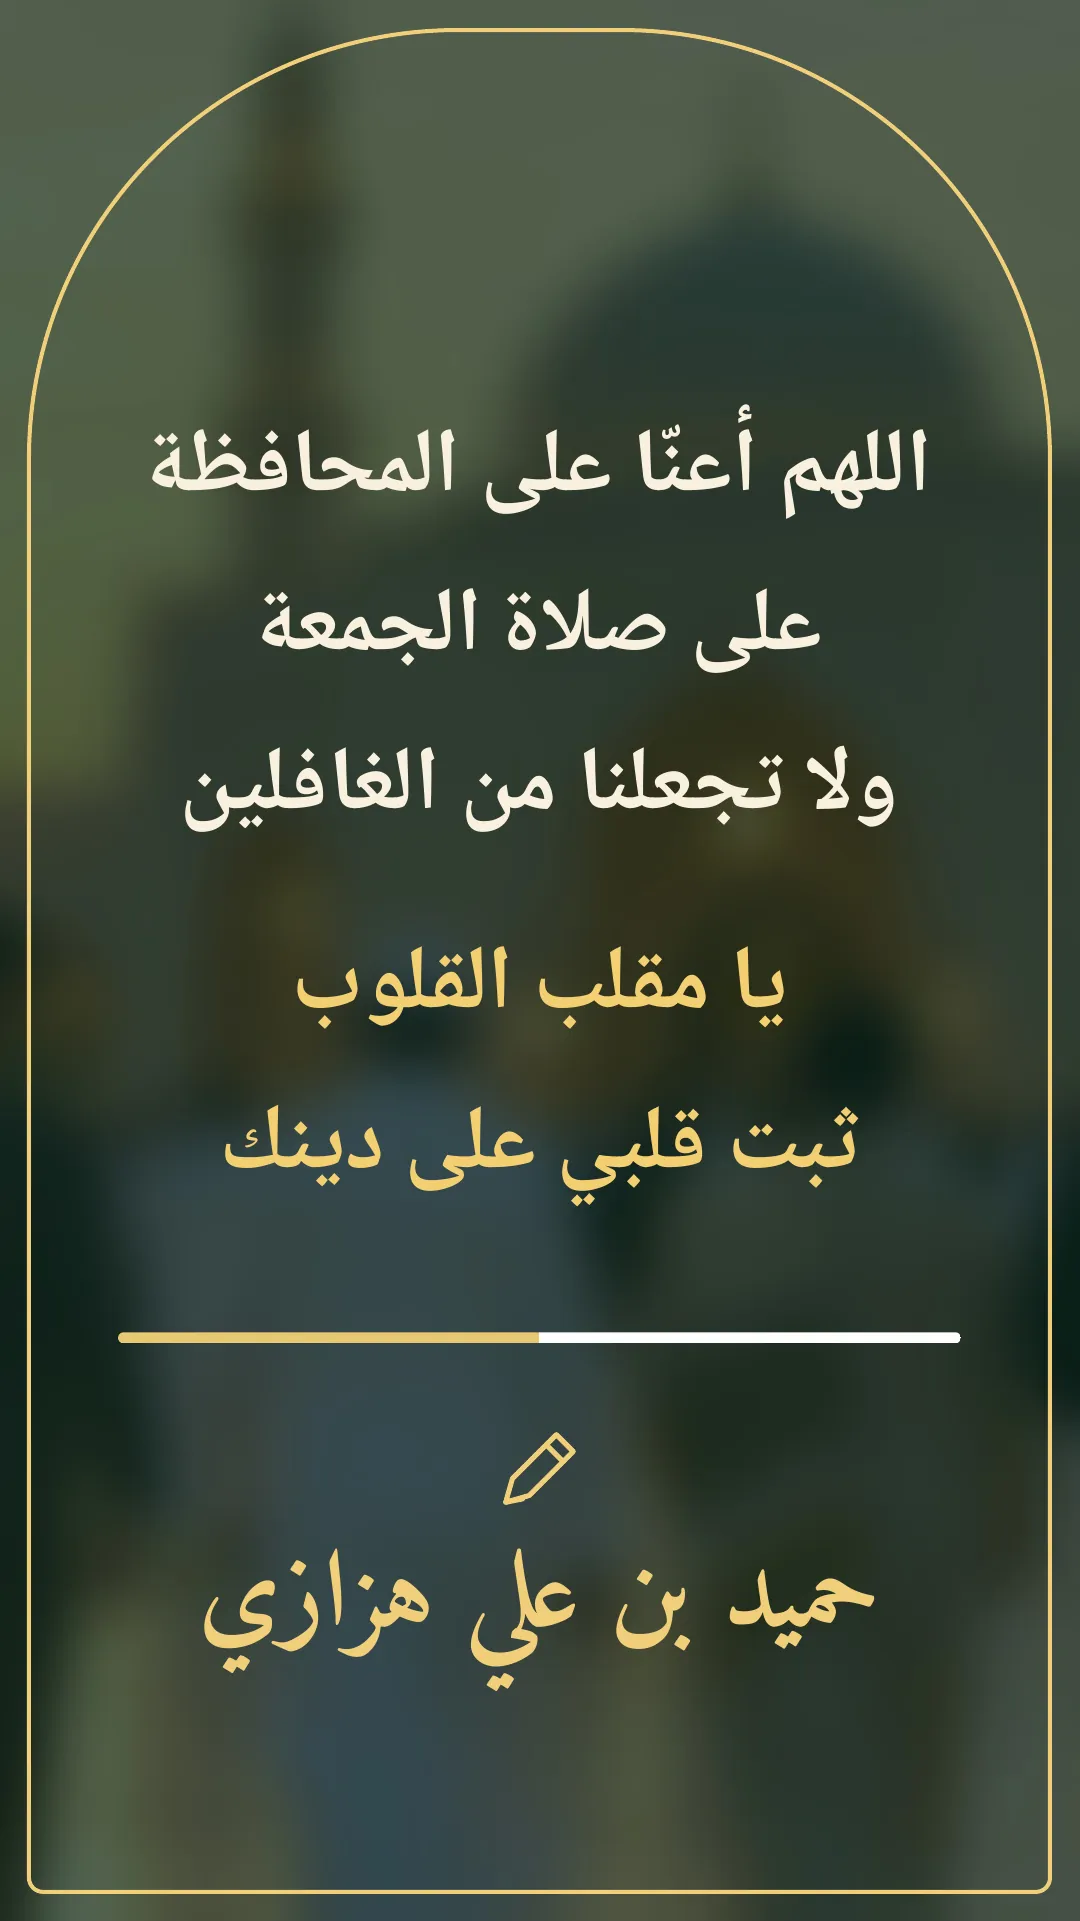 اللهم أعنّا على المحافظة
على صلاة الجمعة
ولا تجعلنا من الغافلين
يا مقلب القلوب
ثبت قلبي على دينك
حميد بن علي هزازي